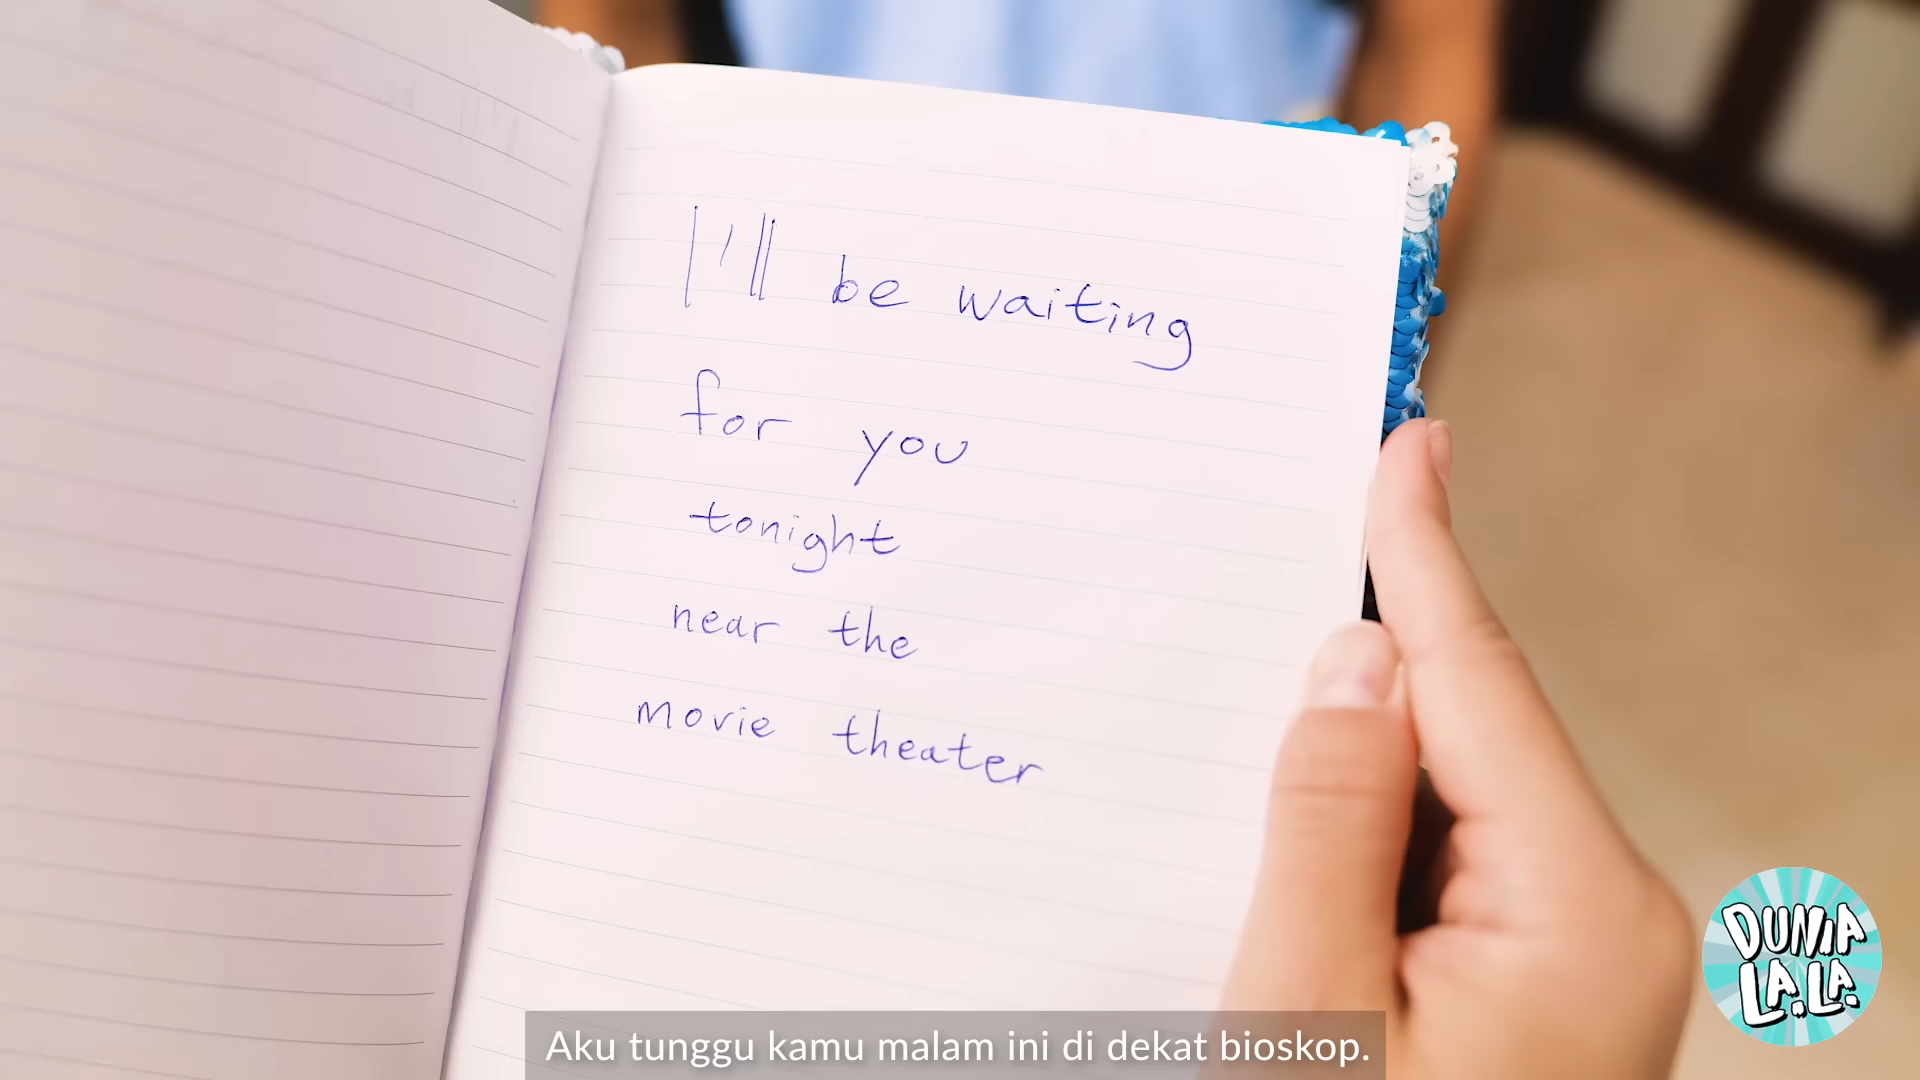 I'll be waiting
for you
tonight
near the
movie theater
Aku tunggu kamu malam ini di dekat bioskop.
DUNIA
LA.LA.